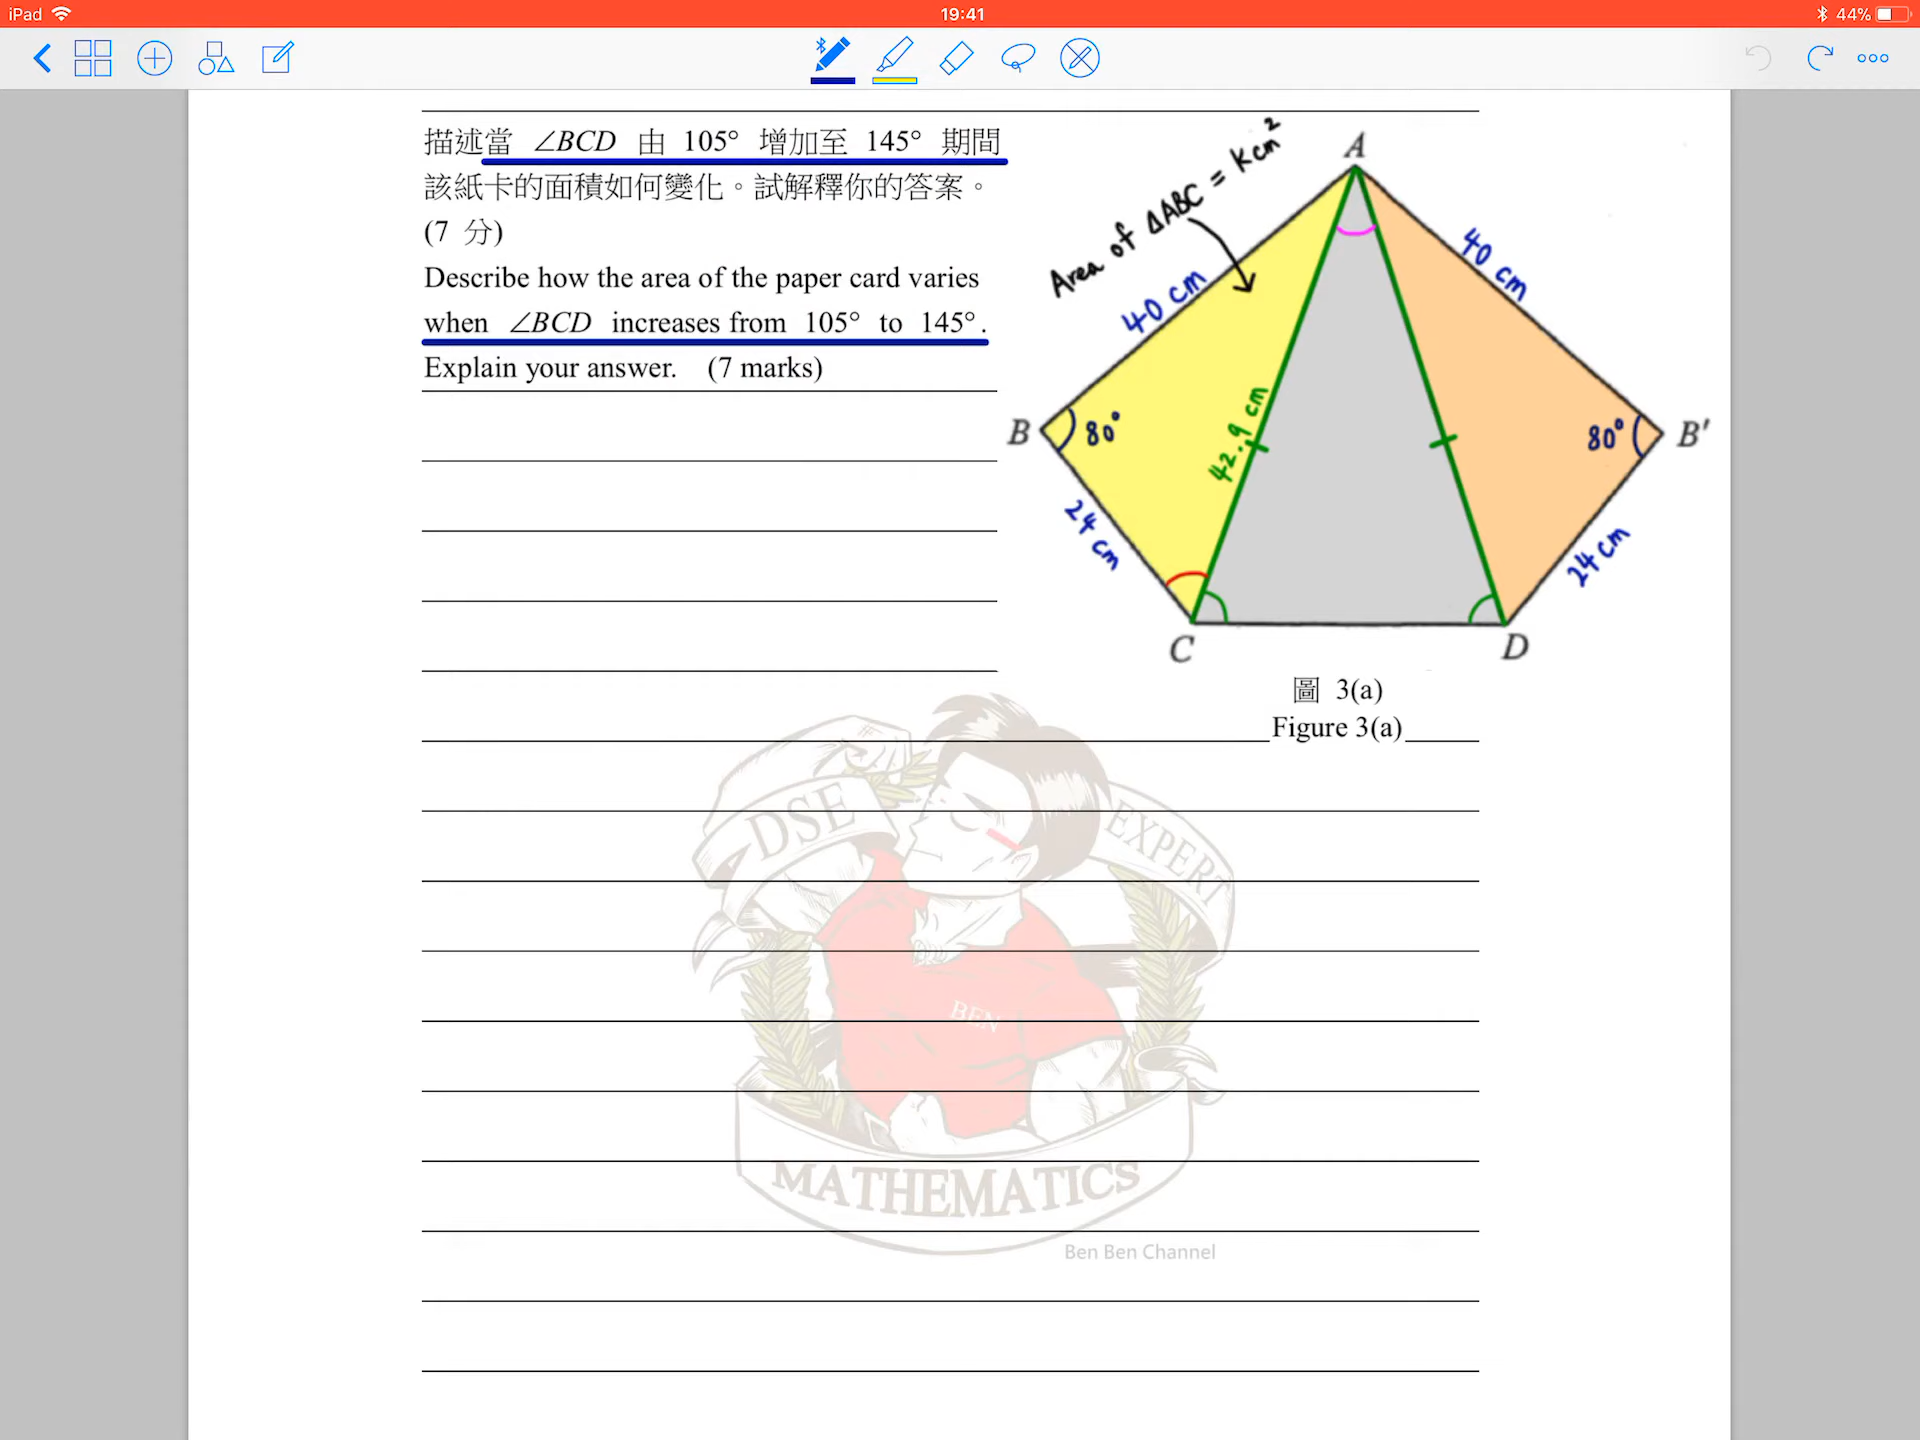 iPad
19:41
44%
描述當 ∠BCD 由 105° 增加至 145° 期間
該紙卡的面積如何變化。試解釋你的答案。
(7 分)
Describe how the area of the paper card varies
when ∠BCD increases from 105° to 145°.
Explain your answer. (7 marks)
Area of ΔABC = Kcm²
A
40 cm
40 cm
B
80°
42.9 cm
80°
B'
24 cm
24 cm
C
D
圖 3(a)
Figure 3(a)
DSE
EXPERT
BEN
MATHEMATICS
Ben Ben Channel